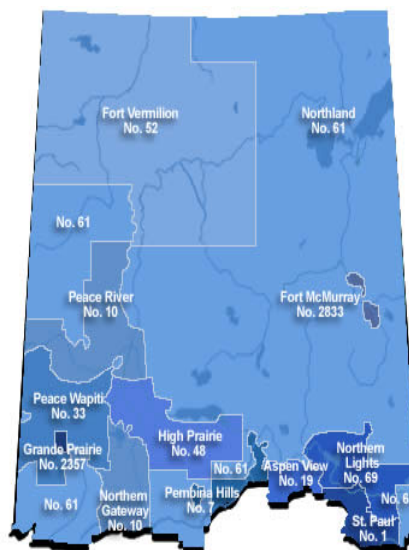 Fort Vermilion
No. 52
Northland
No. 61
No. 61
Peace River
No. 10
Fort McMurray
No. 2833
Peace Wapiti
No. 33
High Prairie
No. 48
Grande Prairie
No. 2357
No. 61
Aspen View
No. 19
Northern
Lights
No. 69
No. 61
Northern
Gateway
No. 10
Pembina Hills
No. 7
No. 6
St. Paul
No. 1